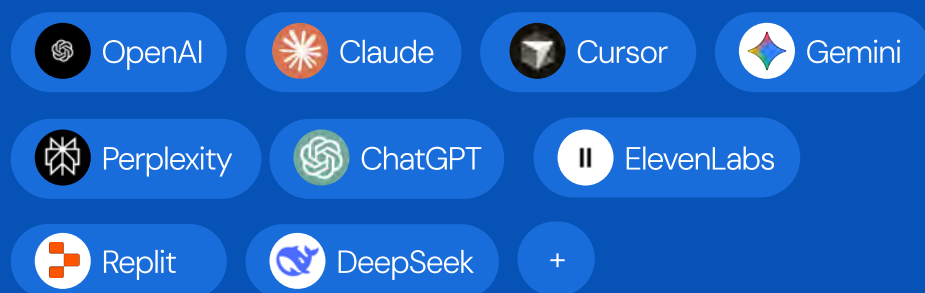 OpenAI Claude Cursor Gemini
Perplexity ChatGPT ElevenLabs
Replit DeepSeek +